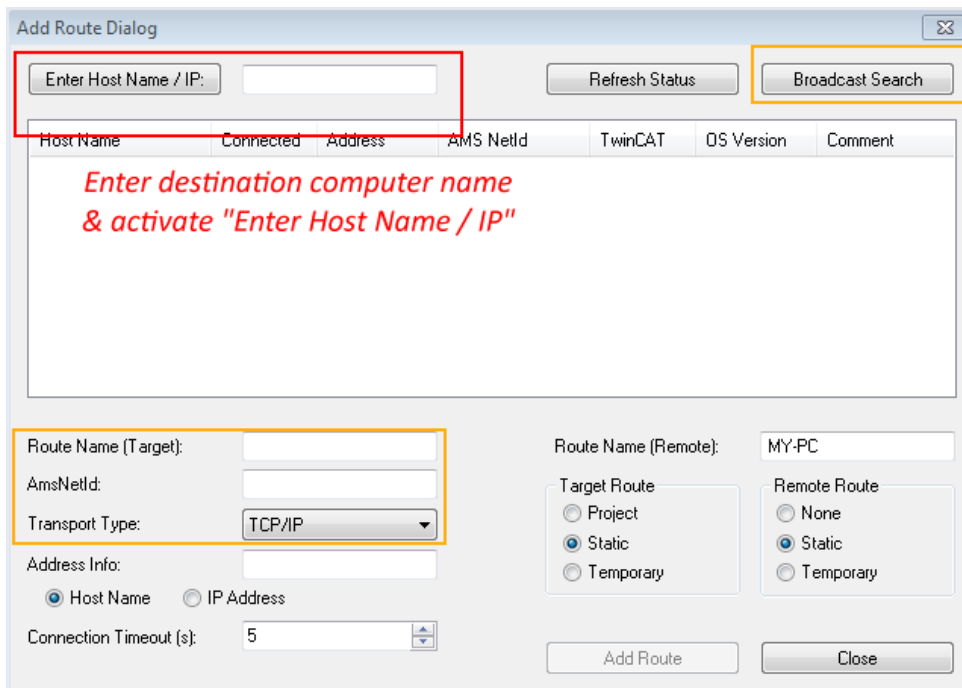 Add Route Dialog
Enter Host Name / IP:
Refresh Status
Broadcast Search
Host Name Connected Address AMS NetId TwinCAT OS Version Comment
Enter destination computer name
& activate "Enter Host Name / IP"
Route Name (Target):
AmsNetId:
Transport Type: TCP/IP
Address Info:
Host Name IP Address
Connection Timeout (s): 5
Route Name (Remote): MY-PC
Target Route
Project
Static
Temporary
Remote Route
None
Static
Temporary
Add Route
Close